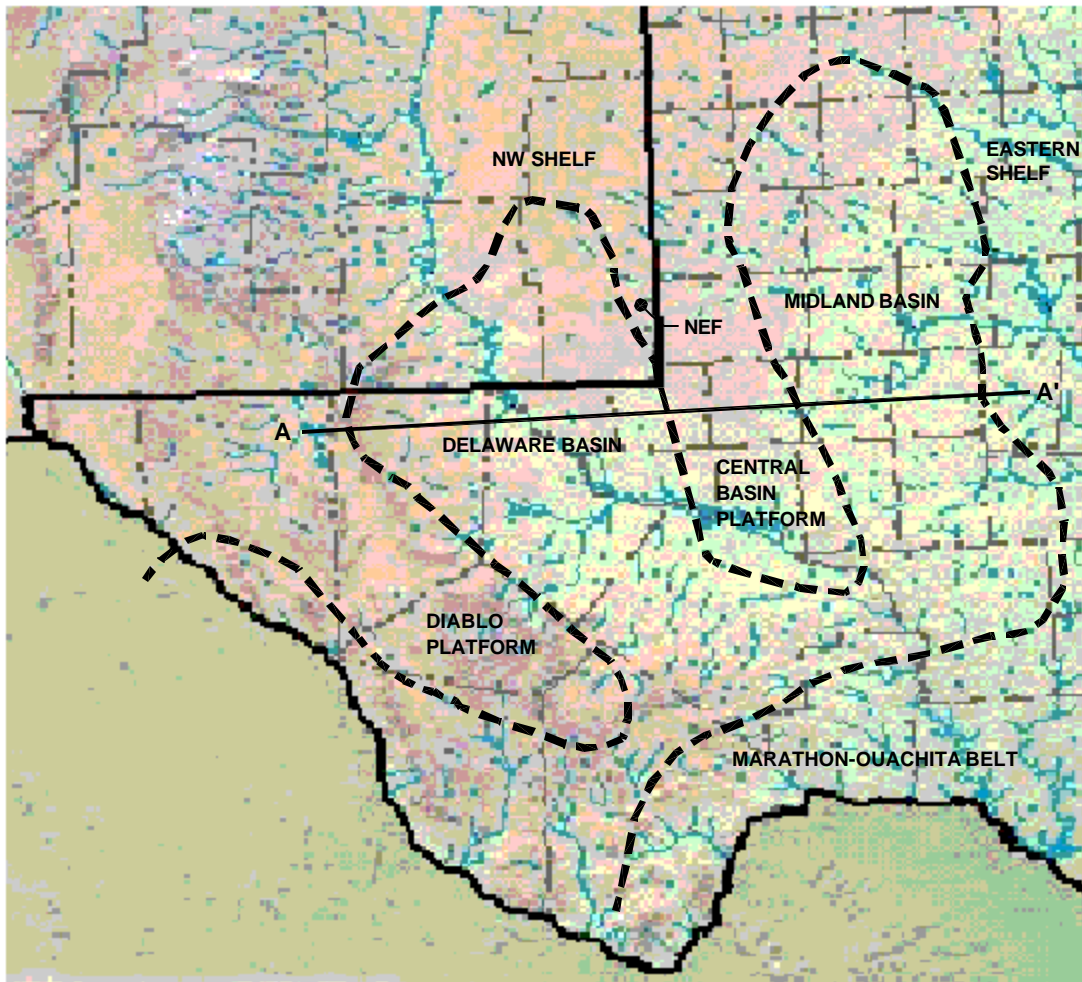 NW SHELF
EASTERN
SHELF
MIDLAND BASIN
NEF
A'
A
DELAWARE BASIN
CENTRAL
BASIN
PLATFORM
DIABLO
PLATFORM
MARATHON-OUACHITA BELT